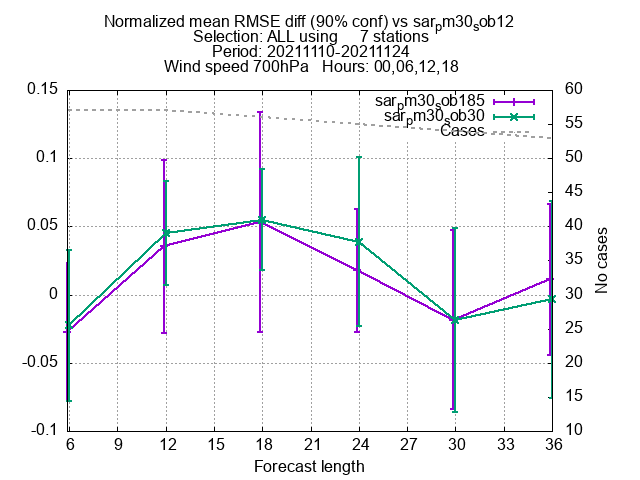 Normalized mean RMSE diff (90% conf) vs sarpm30sob12
Selection: ALL using 7 stations
Period: 20211110-20211124
Wind speed 700hPa Hours: 00,06,12,18
sarpm30sob185
sarpm30sob30
Cases
0.15
0.1
0.05
0
-0.05
-0.1
60
55
50
45
40
35
30
25
20
15
10
No cases
6 9 12 15 18 21 24 27 30 33 36
Forecast length